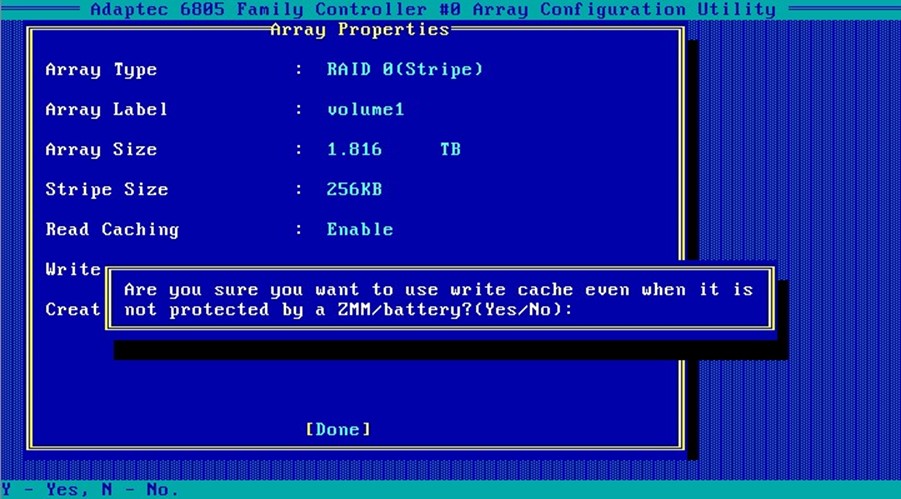 Adaptec 6805 Family Controller #0 Array Configuration Utility
Array Properties
Array Type : RAID 0(Stripe)
Array Label : volume1
Array Size : 1.816 TB
Stripe Size : 256KB
Read Caching : Enable
Write
Creat
Are you sure you want to use write cache even when it is
not protected by a ZMM/battery?(Yes/No):
[Done]
Y - Yes, N - No.